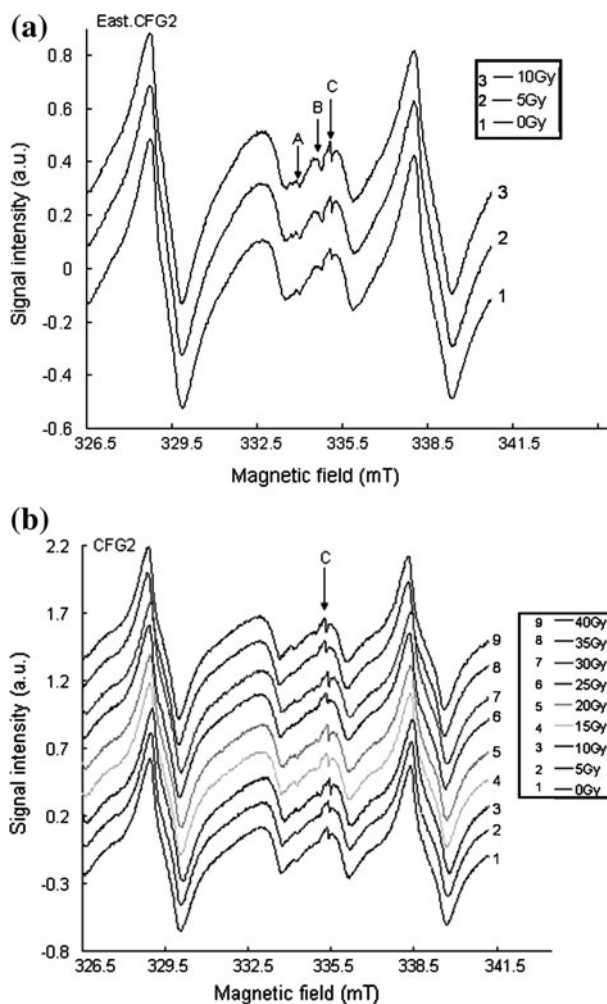 (a)
East.CFG2
Signal intensity (a.u.)
0.8
0.6
0.4
0.2
0
-0.2
-0.4
-0.6
A
B
C
3 10Gy
2 5Gy
1 0Gy
3
2
1
326.5 329.5 332.5 335.5 338.5 341.5
Magnetic field (mT)
(b)
CFG2
Signal intensity (a.u.)
2.2
1.7
1.2
0.7
0.2
-0.3
-0.8
C
9 40Gy
8 35Gy
7 30Gy
6 25Gy
5 20Gy
4 15Gy
3 10Gy
2 5Gy
1 0Gy
9
8
7
6
5
4
3
2
1
326.5 329.5 332.5 335.5 338.5 341.5
Magnetic field (mT)